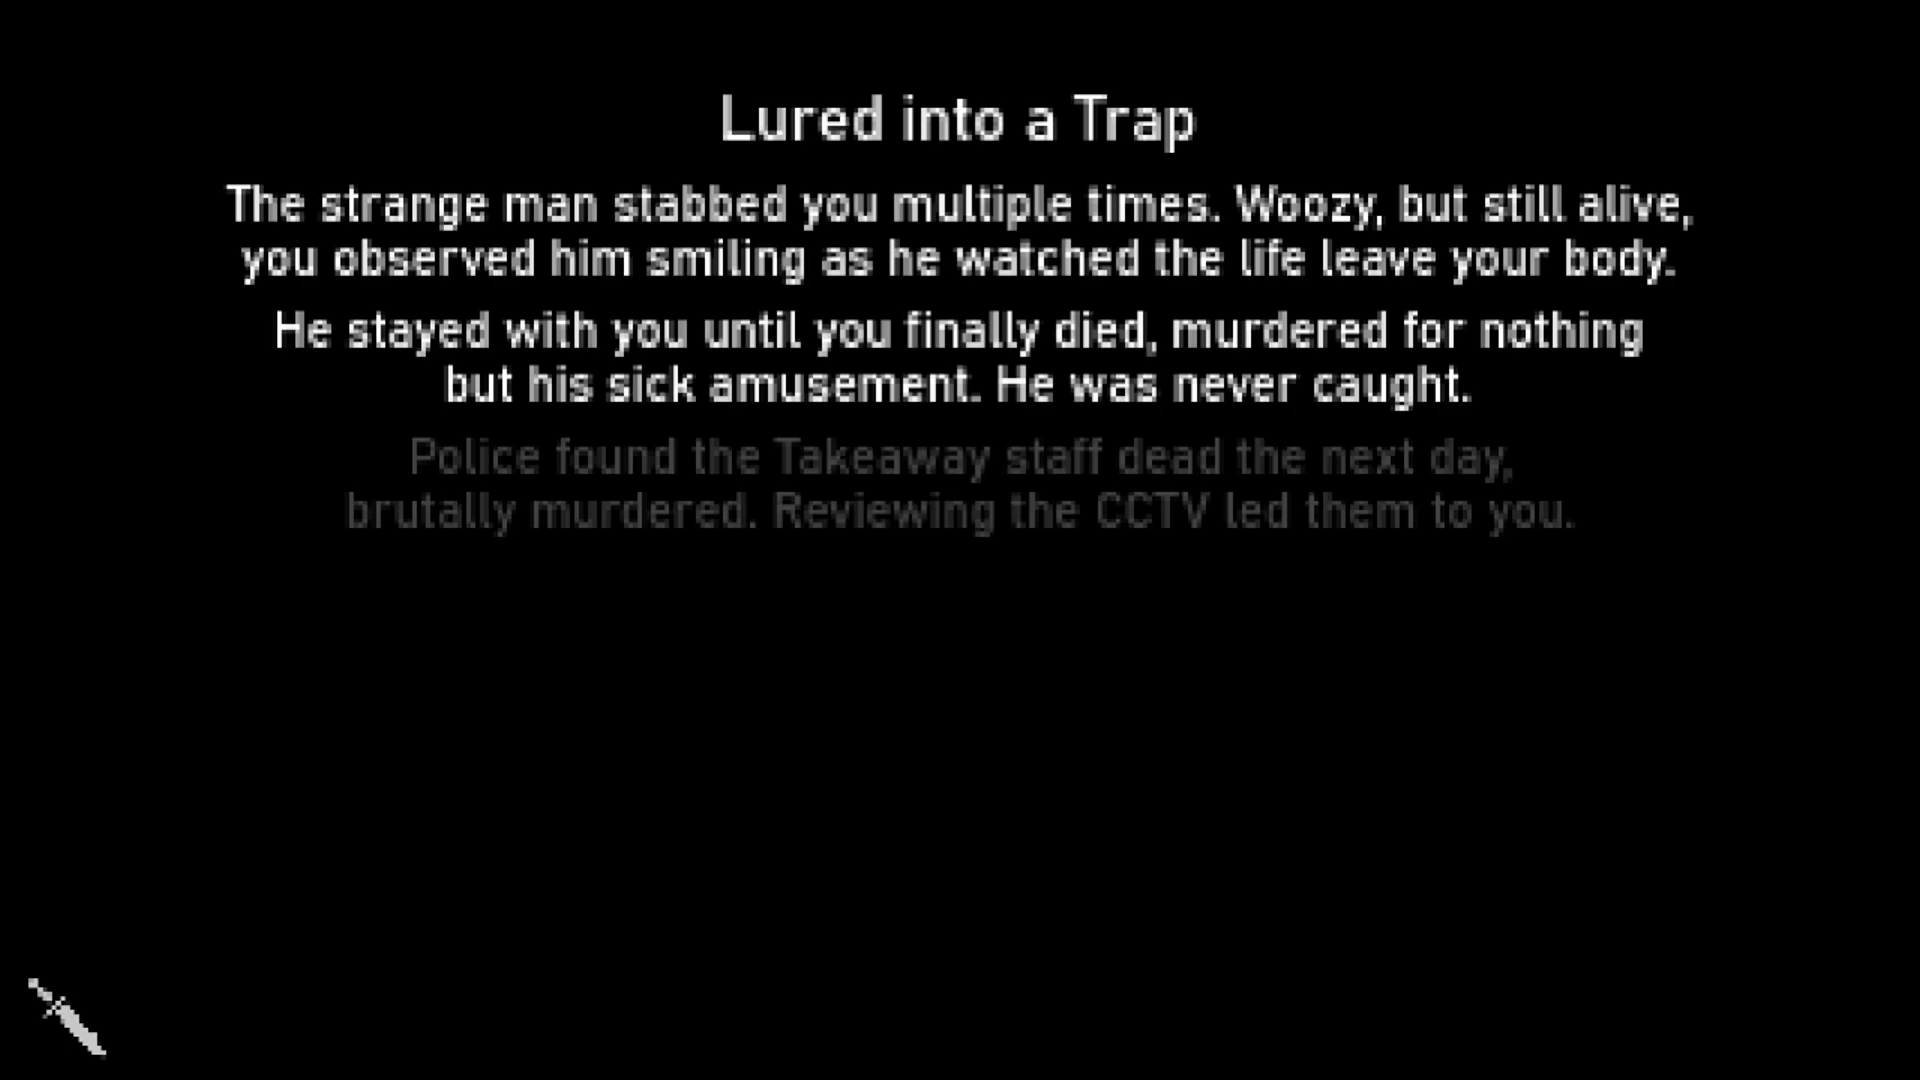 Lured into a Trap
The strange man stabbed you multiple times. Woozy, but still alive,
you observed him smiling as he watched the life leave your body.
He stayed with you until you finally died, murdered for nothing
but his sick amusement. He was never caught.
Police found the Takeaway staff dead the next day,
brutally murdered. Reviewing the CCTV led them to you.